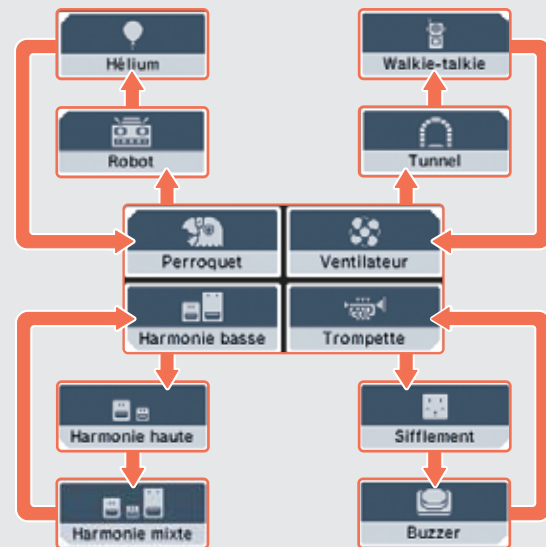 Hélium
Walkie-talkie
Robot
Tunnel
Perroquet
Ventilateur
Harmonie basse
Trompette
Harmonie haute
Sifflement
Harmonie mixte
Buzzer